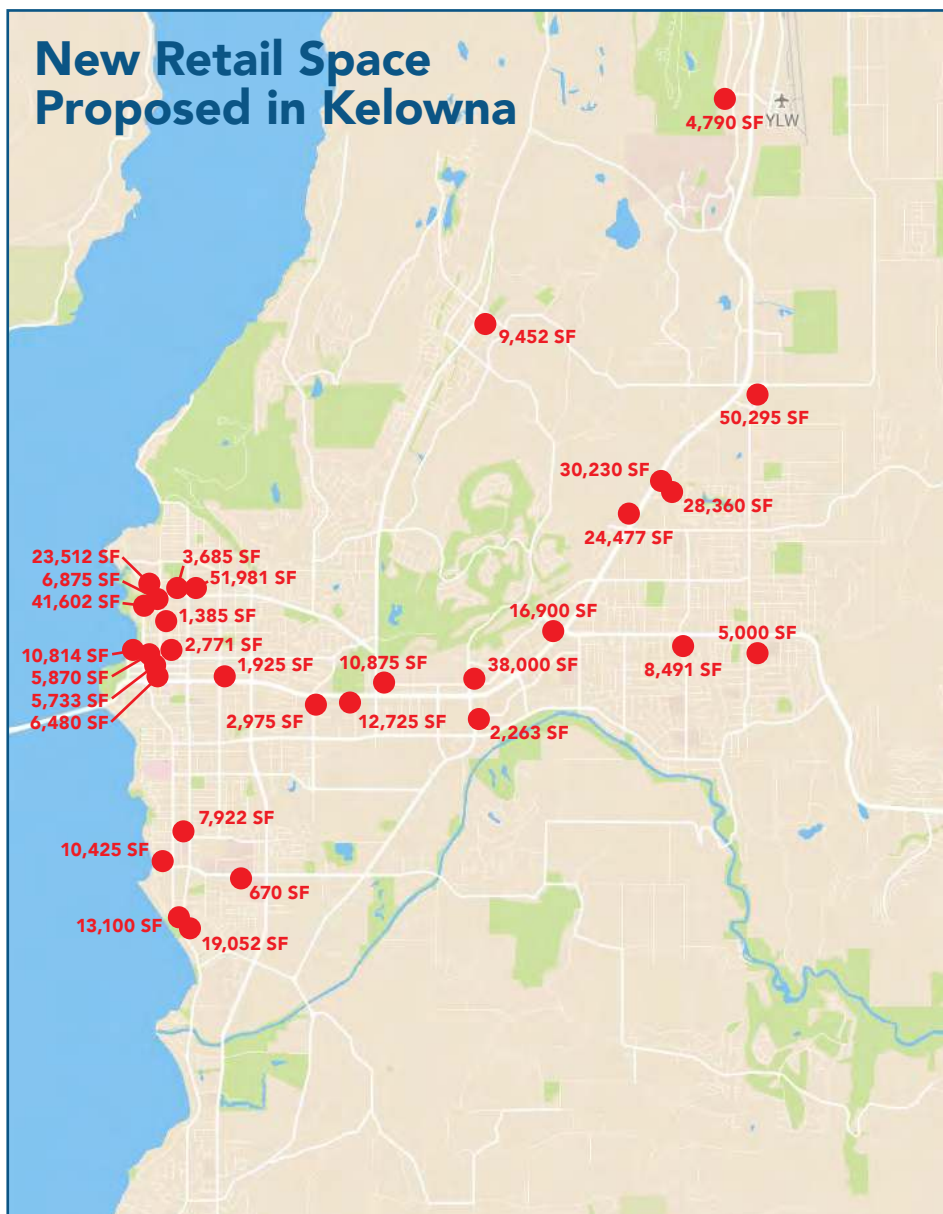 New Retail Space
Proposed in Kelowna
4,790 SF
YLW
9,452 SF
50,295 SF
30,230 SF
28,360 SF
24,477 SF
23,512 SF
3,685 SF
6,875 SF
51,981 SF
41,602 SF
1,385 SF
16,900 SF
2,771 SF
5,000 SF
10,814 SF
8,491 SF
1,925 SF
10,875 SF
38,000 SF
5,870 SF
5,733 SF
6,480 SF
2,975 SF
12,725 SF
2,263 SF
7,922 SF
10,425 SF
670 SF
13,100 SF
19,052 SF